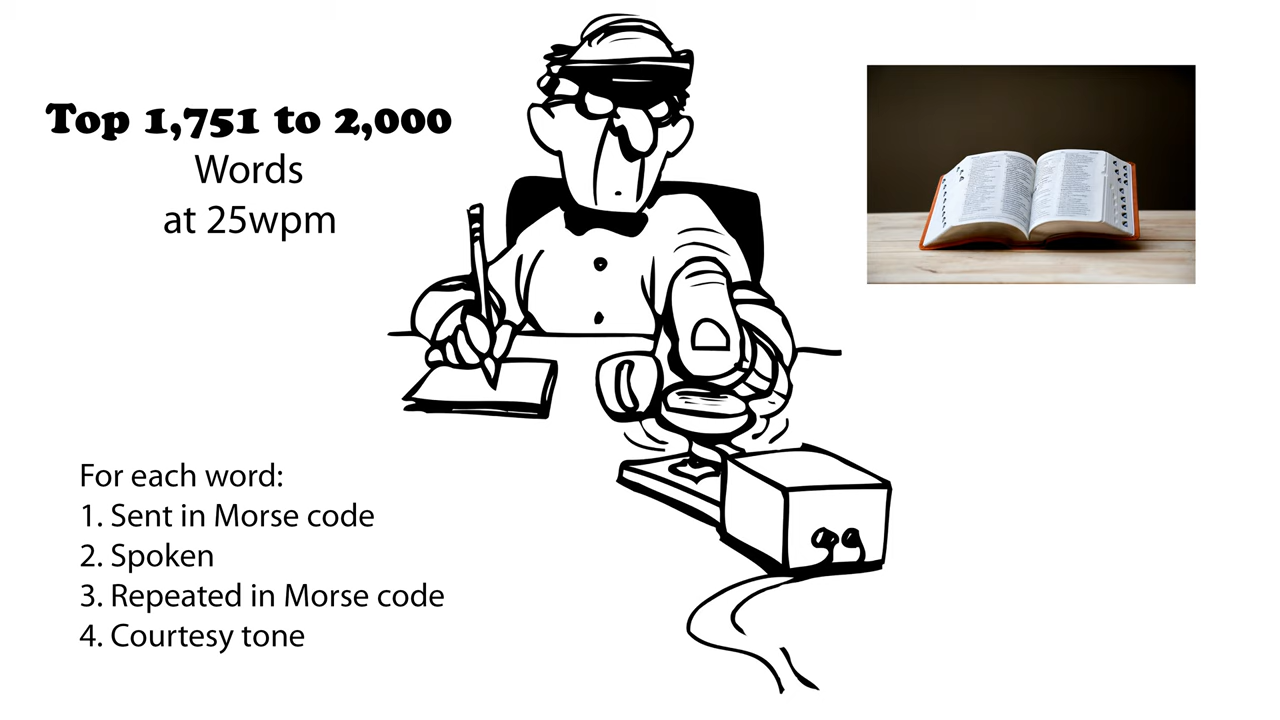 Top 1,751 to 2,000
Words
at 25wpm
For each word:
1. Sent in Morse code
2. Spoken
3. Repeated in Morse code
4. Courtesy tone